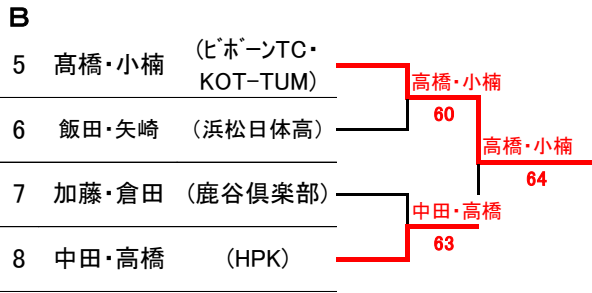 B
5 髙橋・小楠 (ﾋﾞﾎﾞｰﾝTC・
KOT-TUM)
6 飯田・矢崎 (浜松日体高)
7 加藤・倉田 (鹿谷倶楽部)
8 中田・高橋 (HPK)
高橋・小楠
60
中田・高橋
63
高橋・小楠
64